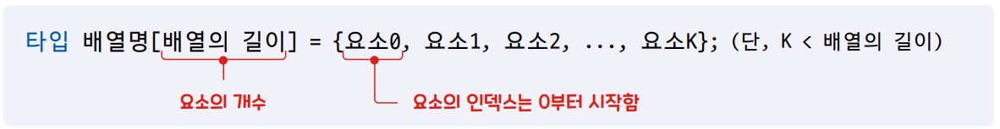 타입 배열명[배열의 길이] = {요소0, 요소1, 요소2, ..., 요소K}; (단, K < 배열의 길이)
요소의 개수
요소의 인덱스는 0부터 시작함